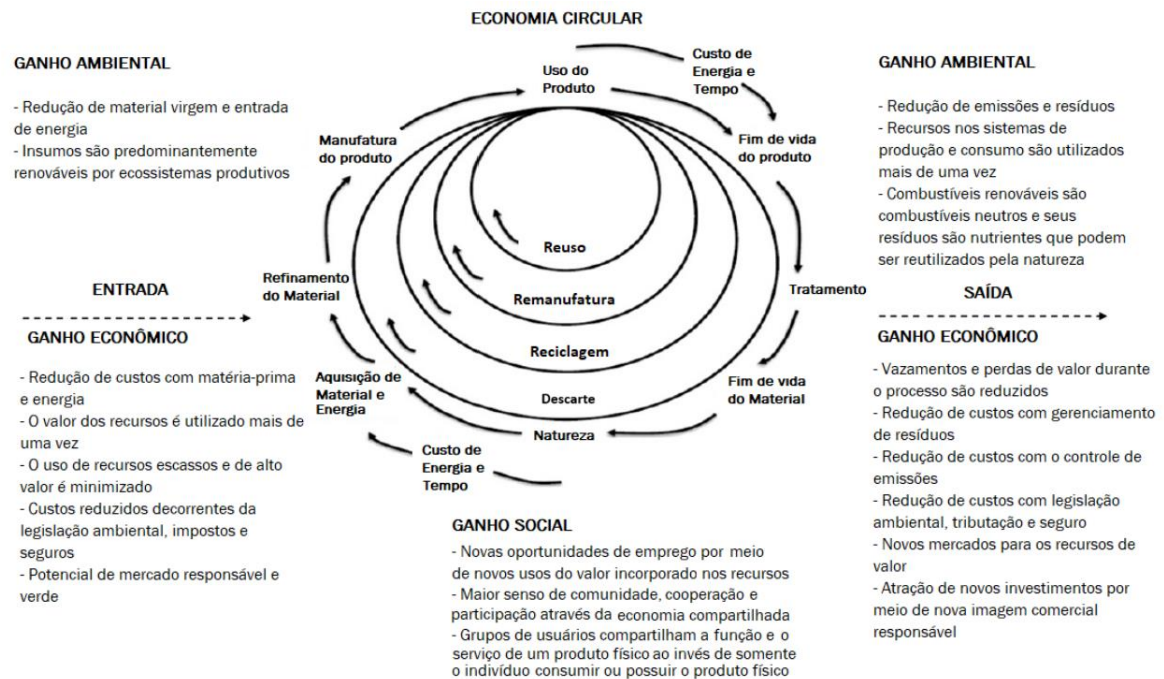 ECONOMIA CIRCULAR
GANHO AMBIENTAL
- Redução de material virgem e entrada
de energia
- Insumos são predominantemente
renováveis por ecossistemas produtivos
ENTRADA
GANHO ECONÔMICO
- Redução de custos com matéria-prima
e energia
- O valor dos recursos é utilizado mais de
uma vez
- O uso de recursos escassos e de alto
valor é minimizado
- Custos reduzidos decorrentes da
legislação ambiental, impostos e
seguros
- Potencial de mercado responsável e
verde
Uso do
Produto
Custo de
Energia e
Tempo
Manufatura
do produto
Fim de vida
do produto
Reuso
Refinamento
do Material
Remanufatura
Tratamento
Reciclagem
Aquisição de
Material e
Energia
Descarte
Fim de vida
do Material
Natureza
Custo de
Energia e
Tempo
GANHO SOCIAL
- Novas oportunidades de emprego por meio
de novos usos do valor incorporado nos recursos
- Maior senso de comunidade, cooperação e
participação através da economia compartilhada
- Grupos de usuários compartilham a função e o
serviço de um produto físico ao invés de somente
o indivíduo consumir ou possuir o produto físico
GANHO AMBIENTAL
- Redução de emissões e resíduos
- Recursos nos sistemas de
produção e consumo são utilizados
mais de uma vez
- Combustíveis renováveis são
combustíveis neutros e seus
resíduos são nutrientes que podem
ser reutilizados pela natureza
SAÍDA
GANHO ECONÔMICO
- Vazamentos e perdas de valor durante
o processo são reduzidos
- Redução de custos com gerenciamento
de resíduos
- Redução de custos com o controle de
emissões
- Redução de custos com legislação
ambiental, tributação e seguro
- Novos mercados para os recursos de
valor
- Atração de novos investimentos por
meio de nova imagem comercial
responsável